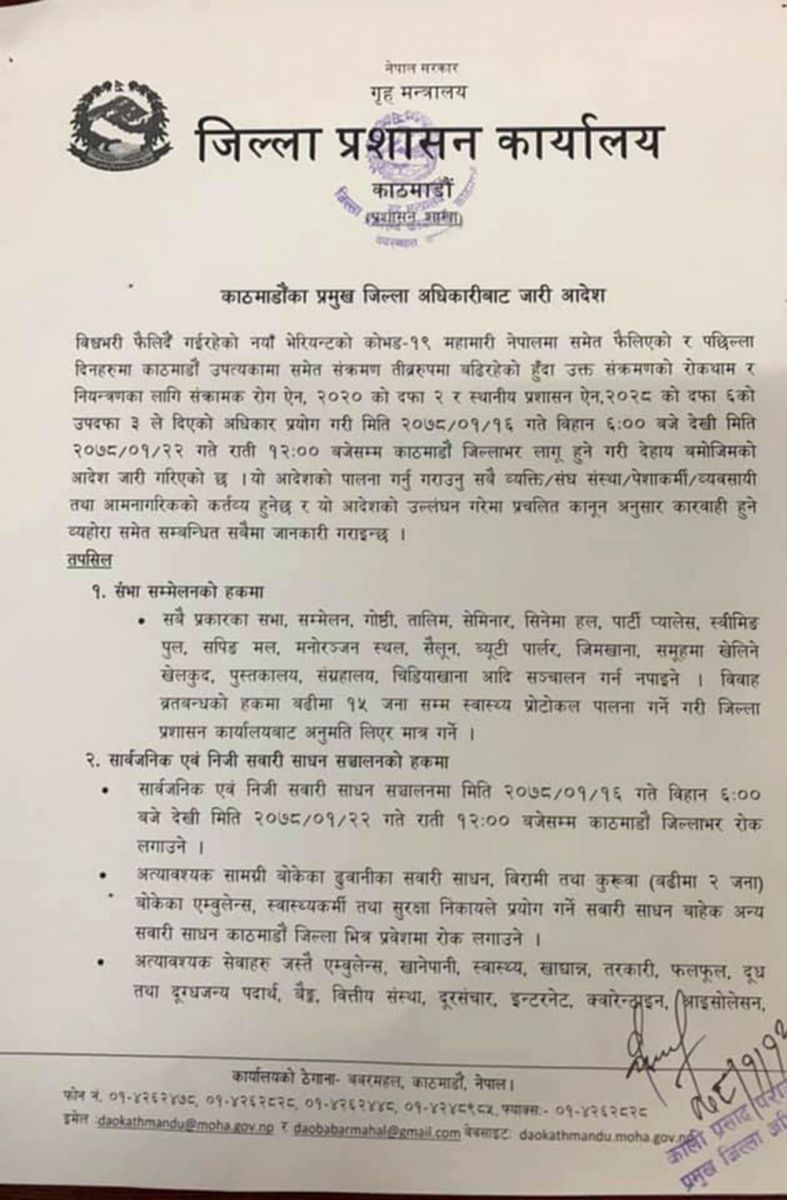 नेपाल सरकार
गृह मन्त्रालय
जिल्ला प्रशासन कार्यालय
काठमाडौं
(प्रशासन शाखा)
काठमाडौंका प्रमुख जिल्ला अधिकारीबाट जारी आदेश
विश्वभरी फैलिदैं गईरहेको नयाँ भेरियन्टको कोभड-१९ महामारी नेपालमा समेत फैलिएको र पछिल्ला
दिनहरुमा काठमाडौं उपत्यकामा समेत संक्रमण तीब्ररुपमा बढिरहेको हुँदा उक्त संक्रमणको रोकथाम र
नियन्त्रणका लागि संक्रामक रोग ऐन, २०२० को दफा २ र स्थानीय प्रशासन ऐन,२०२८ को दफा ६को
उपदफा ३ ले दिएको अधिकार प्रयोग गरी मिति २०७८/०१/१६ गते विहान ६:०० बजे देखी मिति
२०७८/०१/२२ गते राती १२:०० बजेसम्म काठमाडौं जिल्लाभर लागू हुने गरी देहाय बमोजिमको
आदेश जारी गरिएको छ ।यो आदेशको पालना गर्नु गराउनु सबै व्यक्ति/संघ संस्था/पेशाकर्मी/व्यवसायी
तथा आमनागरिकको कर्तव्य हुनेछ र यो आदेशको उल्लंघन गरेमा प्रचलित कानून अनुसार कारवाही हुने
व्यहोरा समेत सम्बन्धित सबैमा जानकारी गराइन्छ ।
तपसिल
१. संभा सम्मेलनको हकमा
• सबै प्रकारका सभा, सम्मेलन, गोष्ठी, तालिम, सेमिनार, सिनेमा हल, पार्टी प्यालेस, स्वीमिङ
पुल, सपिङ मल, मनोरञ्जन स्थल, सैलून, ब्यूटी पार्लर, जिमखाना, समूहमा खेलिने
खेलकुद, पुस्तकालय, संग्रहालय, चिडियाखाना आदि सञ्चालन गर्न नपाइने । विवाह
ब्रतबन्धको हकमा बढीमा १५ जना सम्म स्वास्थ्य प्रोटोकल पालना गर्ने गरी जिल्ला
प्रशासन कार्यालयबाट अनुमति लिएर मात्र गर्ने ।
२. सार्वजनिक एवं निजी सवारी साधन सञ्चालनको हकमा
• सार्वजनिक एवं निजी सवारी साधन सञ्चालनमा मिति २०७८/०१/१६ गते विहान ६:००
बजे देखी मिति २०७८/०१/२२ गते राती १२:०० बजेसम्म काठमाडौं जिल्लाभर रोक
लगाउने ।
• अत्यावश्यक सामग्री बोकेका ढुवानीका सवारी साधन, विरामी तथा कुरूवा (बढीमा २ जना)
बोकेका एम्बुलेन्स, स्वास्थ्यकर्मी तथा सुरक्षा निकायले प्रयोग गर्ने सवारी साधन बाहेक अन्य
सवारी साधन काठमाडौं जिल्ला भित्र प्रवेशमा रोक लगाउने ।
• अत्यावश्यक सेवाहरु जस्तै एम्बुलेन्स, खानेपानी, स्वास्थ्य, खाद्यान्न, तरकारी, फलफूल, दूध
तथा दूग्धजन्य पदार्थ, बैङ्क, वित्तीय संस्था, दूरसंचार, इन्टरनेट, क्वारेन्टाइन, आइसोलेसन,
कार्यालयको ठेगाना- बबरमहल, काठमाडौं, नेपाल।
फोन नं. ०१-४२६२४७८, ०१-४२६२८२८, ०१-४२६२४४८, ०१-४२४८९८५, फ्याक्स:- ०१-४२६२८२८
इमेल :daokathmandu@moha.gov.np र daobabarmahal@gmail.com वेबसाइट: daokathmandu.moha.gov.np
काली प्रसाद
प्रमुख जिल्ला